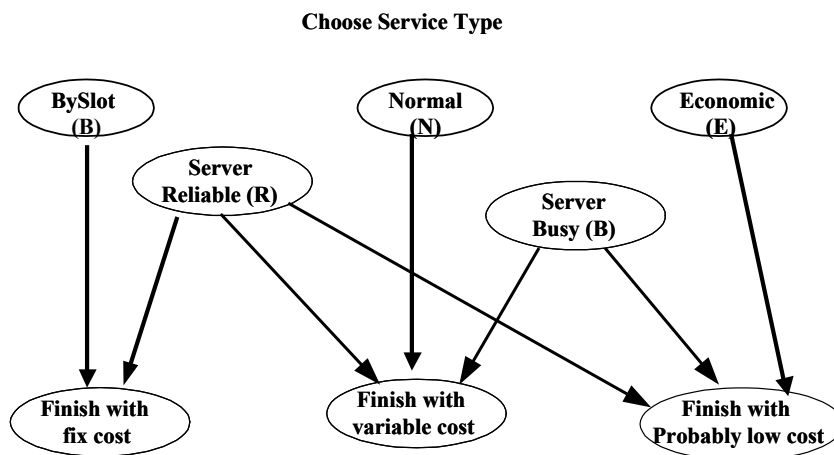 Choose Service Type
BySlot
(B)
Normal
(N)
Economic
(E)
Server
Reliable (R)
Server
Busy (B)
Finish with
fix cost
Finish with
variable cost
Finish with
Probably low cost